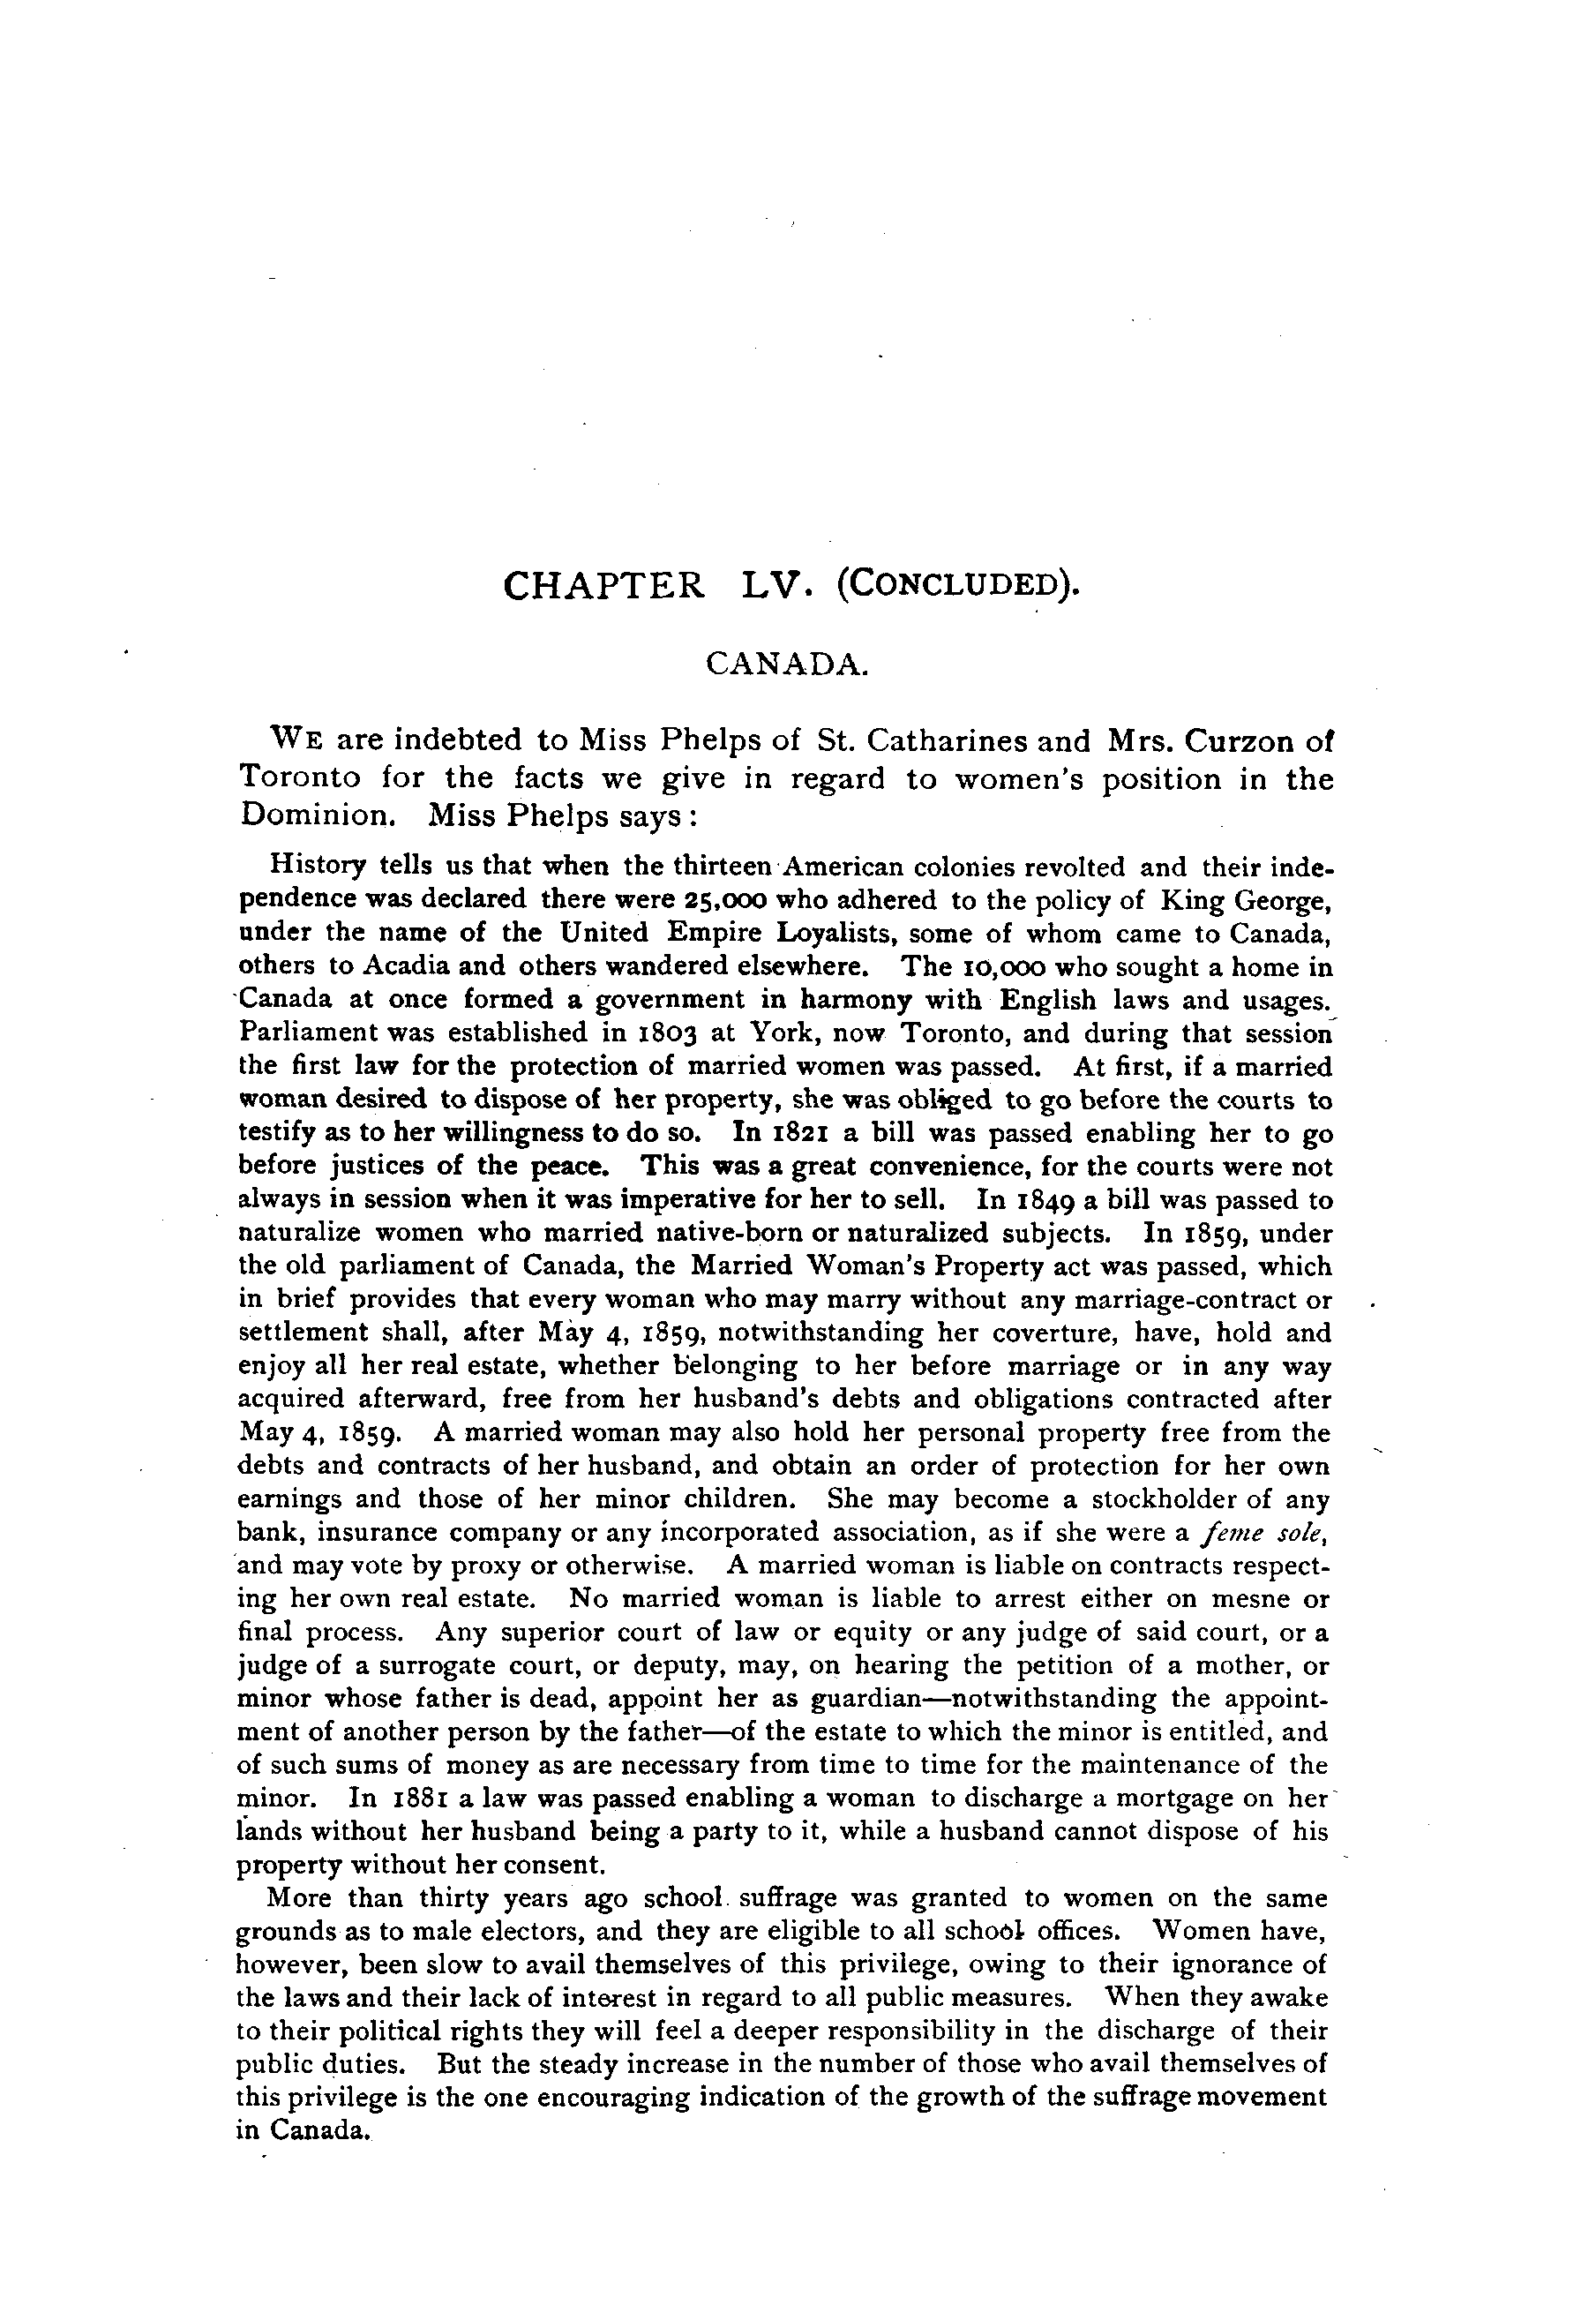 CHAPTER LV. (CONCLUDED).
CANADA.
WE are indebted to Miss Phelps of St. Catharines and Mrs. Curzon of
Toronto for the facts we give in regard to women's position in the
Dominion. Miss Phelps says:
History tells us that when the thirteen American colonies revolted and their inde-
pendence was declared there were 25,000 who adhered to the policy of King George,
under the name of the United Empire Loyalists, some of whom came to Canada,
others to Acadia and others wandered elsewhere. The 10,000 who sought a home in
Canada at once formed a government in harmony with English laws and usages.
Parliament was established in 1803 at York, now Toronto, and during that session
the first law for the protection of married women was passed. At first, if a married
woman desired to dispose of her property, she was obliged to go before the courts to
testify as to her willingness to do so. In 1821 a bill was passed enabling her to go
before justices of the peace. This was a great convenience, for the courts were not
always in session when it was imperative for her to sell. In 1849 a bill was passed to
naturalize women who married native-born or naturalized subjects. In 1859, under
the old parliament of Canada, the Married Woman's Property act was passed, which
in brief provides that every woman who may marry without any marriage-contract or
settlement shall, after May 4, 1859, notwithstanding her coverture, have, hold and
enjoy all her real estate, whether belonging to her before marriage or in any way
acquired afterward, free from her husband's debts and obligations contracted after
May 4, 1859. A married woman may also hold her personal property free from the
debts and contracts of her husband, and obtain an order of protection for her own
earnings and those of her minor children. She may become a stockholder of any
bank, insurance company or any incorporated association, as if she were a feme sole,
and may vote by proxy or otherwise. A married woman is liable on contracts respect-
ing her own real estate. No married woman is liable to arrest either on mesne or
final process. Any superior court of law or equity or any judge of said court, or a
judge of a surrogate court, or deputy, may, on hearing the petition of a mother, or
minor whose father is dead, appoint her as guardian—notwithstanding the appoint-
ment of another person by the father—of the estate to which the minor is entitled, and
of such sums of money as are necessary from time to time for the maintenance of the
minor. In 1881 a law was passed enabling a woman to discharge a mortgage on her
lands without her husband being a party to it, while a husband cannot dispose of his
property without her consent.
More than thirty years ago school suffrage was granted to women on the same
grounds as to male electors, and they are eligible to all school offices. Women have,
however, been slow to avail themselves of this privilege, owing to their ignorance of
the laws and their lack of interest in regard to all public measures. When they awake
to their political rights they will feel a deeper responsibility in the discharge of their
public duties. But the steady increase in the number of those who avail themselves of
this privilege is the one encouraging indication of the growth of the suffrage movement
in Canada.